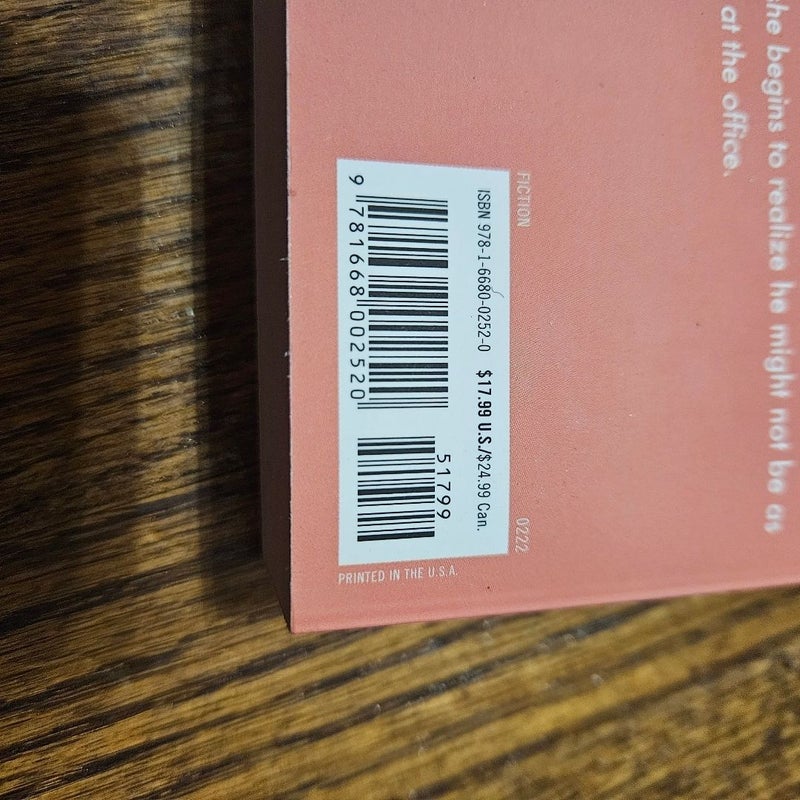 he begins to realize he might not be as
at the office.
FICTION
0222
ISBN 978-1-6680-0252-0 $17.99 U.S./$24.99 Can.
51799
9 781668 002520
PRINTED IN THE U.S.A.